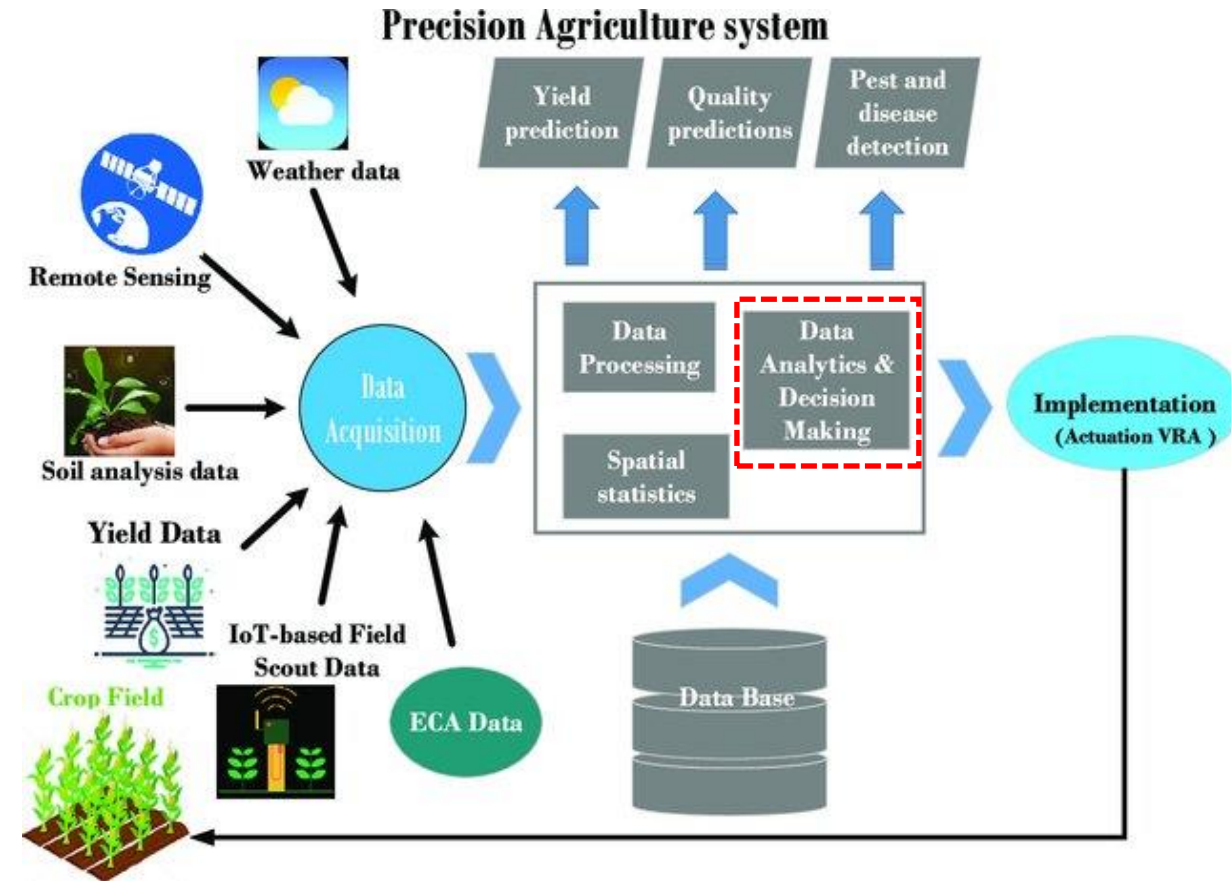 Precision Agriculture system
Weather data
Remote Sensing
Soil analysis data
Yield Data
IoT-based Field
Scout Data
ECA Data
Crop Field
Data
Acquisition
Yield
prediction
Quality
predictions
Pest and
disease
detection
Data
Processing
Spatial
statistics
Data
Analytics &
Decision
Making
Data Base
Implementation
(Actuation VRA )
$